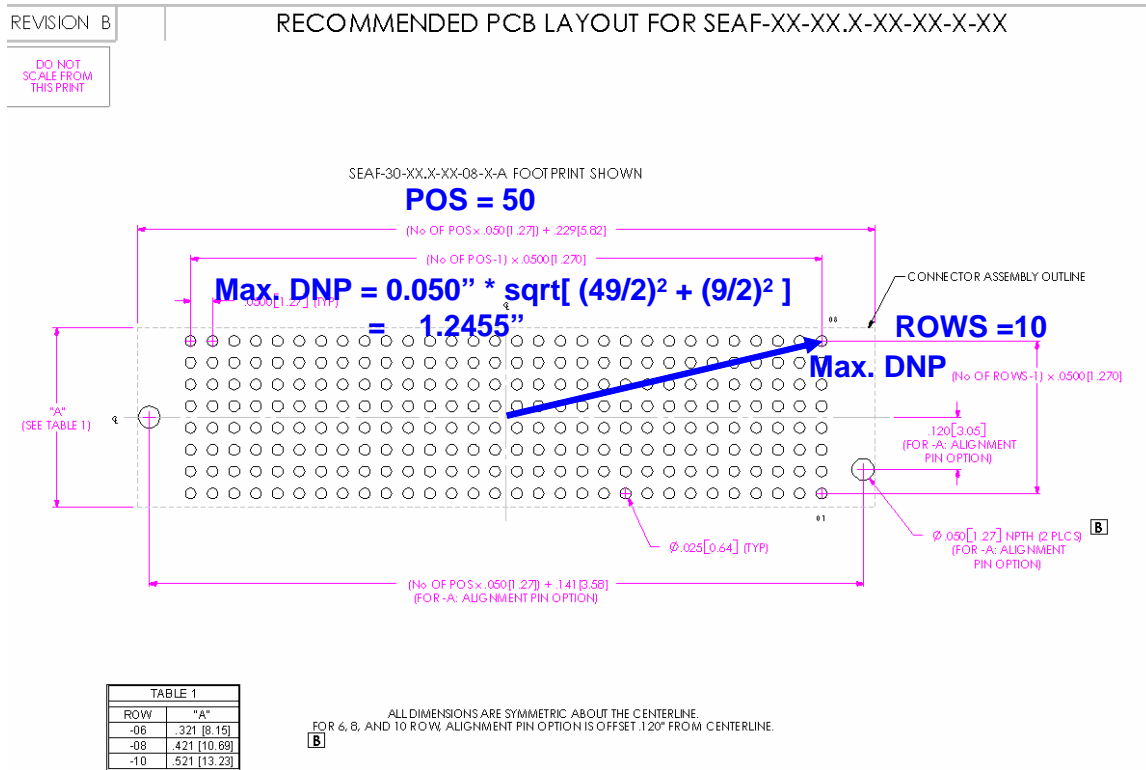 REVISION B
RECOMMENDED PCB LAYOUT FOR SEAF-XX-XX.X-XX-XX-X-XX
DO NOT
SCALE FROM
THIS PRINT
SEAF-30-XX.X-XX-08-X-A FOOTPRINT SHOWN
POS = 50
(No OF POS x .050[1.27]) + .229[5.82]
(No OF POS-1) x .0500[1.270]
Max. DNP = 0.050” * sqrt[ (49/2)² + (9/2)² ]
= 1.2455”
.0500[1.27] (TYP)
CONNECTOR ASSEMBLY OUTLINE
08
ROWS =10
Max. DNP
(No OF ROWS-1) x .0500[1.270]
"A"
(SEE TABLE 1)
.120[3.05]
(FOR -A: ALIGNMENT
PIN OPTION)
01
Ø.025[0.64] (TYP)
Ø.050[1.27] NPTH (2 PLCS)
(FOR -A: ALIGNMENT
PIN OPTION)
B
(No OF POS x .050[1.27]) + .141[3.58]
(FOR -A: ALIGNMENT PIN OPTION)
TABLE 1
ROW "A"
-06 .321 [8.15]
-08 .421 [10.69]
-10 .521 [13.23]
ALL DIMENSIONS ARE SYMMETRIC ABOUT THE CENTERLINE.
FOR 6, 8, AND 10 ROW, ALIGNMENT PIN OPTION IS OFFSET .120" FROM CENTERLINE.
B